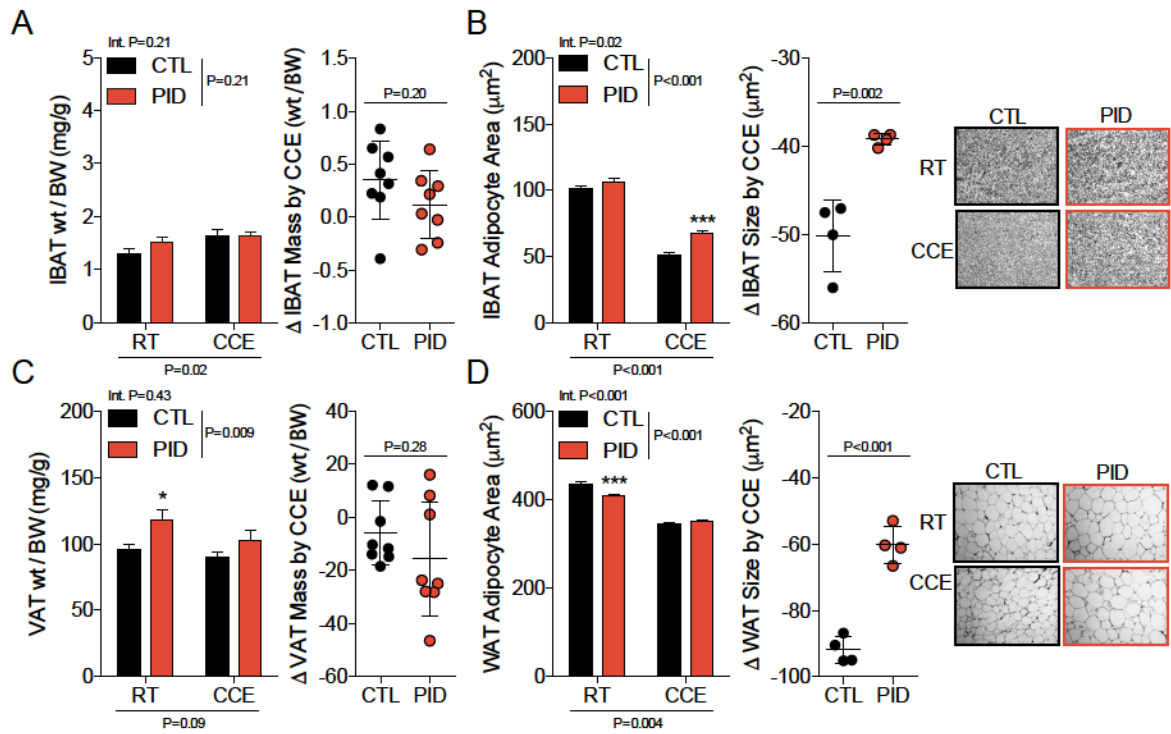 A
Int. P=0.21
CTL
PID
P=0.21
IBAT wt / BW (mg/g)
5
4
3
2
1
0
RT
CCE
P=0.02
Δ IBAT Mass by CCE (wt / BW)
1.5
1.0
0.5
0.0
-0.5
-1.0
P=0.20
CTL
PID
B
Int. P=0.02
CTL
PID
P<0.001
IBAT Adipocyte Area (μm²)
200
150
100
50
0
***
RT
CCE
P<0.001
Δ IBAT Size by CCE (μm²)
-30
-40
-50
-60
P=0.002
CTL
PID
CTL
PID
RT
CCE
C
Int. P=0.43
CTL
PID
P=0.009
VAT wt / BW (mg/g)
200
150
100
50
0
*
RT
CCE
P=0.09
Δ VAT Mass by CCE (wt / BW)
40
20
0
-20
-40
-60
P=0.28
CTL
PID
D
Int. P<0.001
CTL
PID
P<0.001
WAT Adipocyte Area (μm²)
600
400
200
0
***
RT
CCE
P=0.004
Δ WAT Size by CCE (μm²)
-20
-40
-60
-80
-100
P<0.001
CTL
PID
CTL
PID
RT
CCE